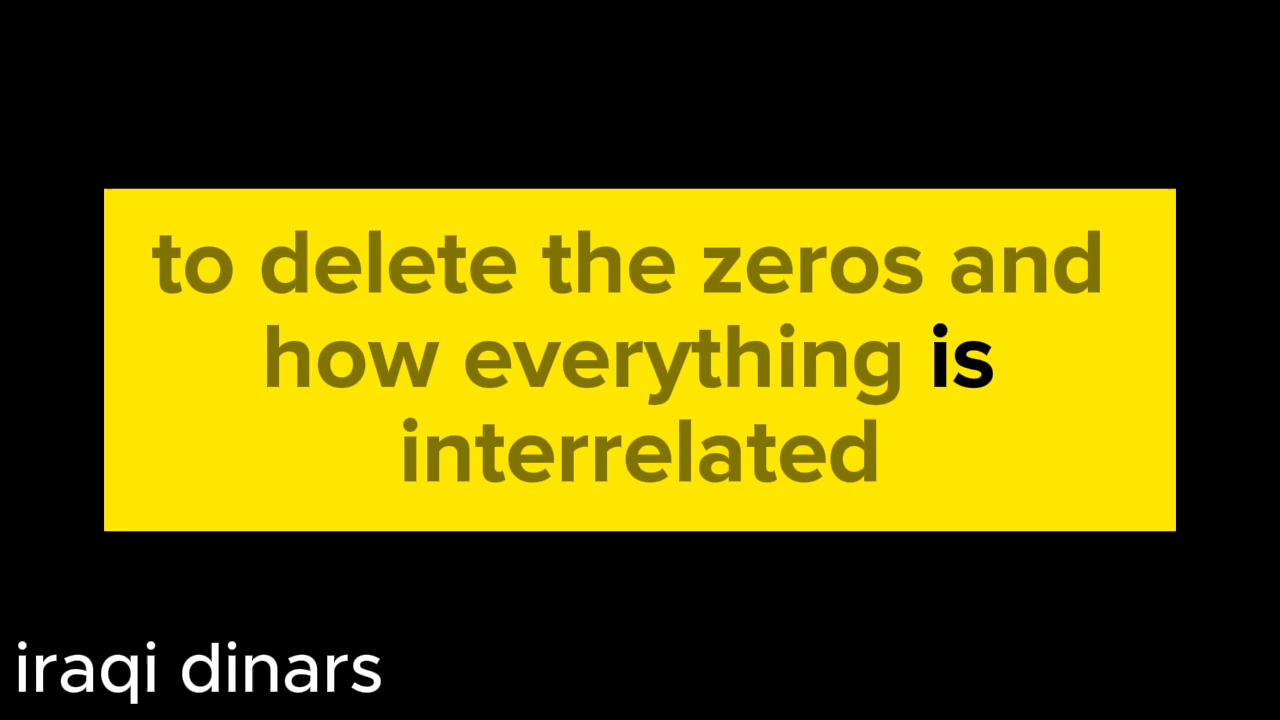 to delete the zeros and
how everything is
interrelated
iraqi dinars